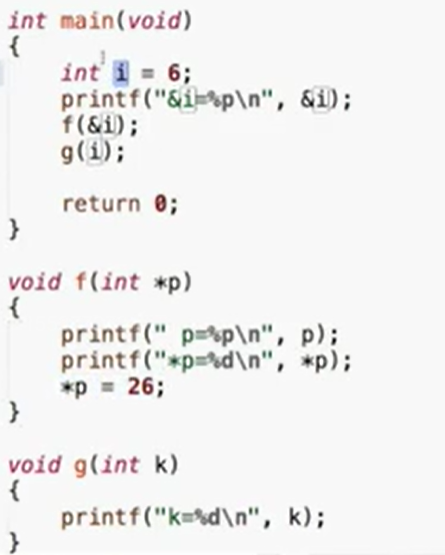 int main(void)
{
    int i = 6;
    printf("&i=%p\n", &i);
    f(&i);
    g(i);

    return 0;
}

void f(int *p)
{
    printf(" p=%p\n", p);
    printf("*p=%d\n", *p);
    *p = 26;
}

void g(int k)
{
    printf("k=%d\n", k);
}